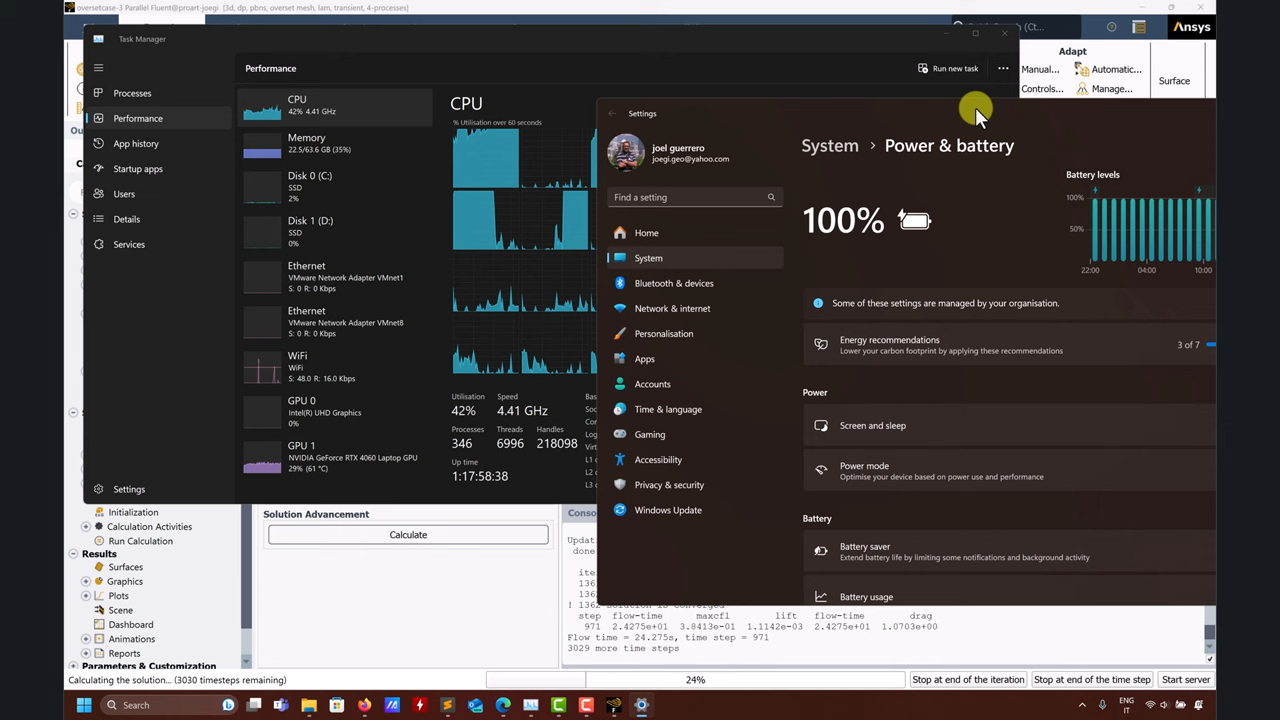 oversetcase-3 Parallel Fluent@proart-joegi [3d, dp, pbns, overset mesh, lam, transient, 4-processes]
(Ct...
Ansys
Task Manager
Adapt
Manual...
Automatic...
Controls...
Manage...
Surface
Performance
Run new task
Processes
Performance
App history
Startup apps
Users
Details
Services
Settings
CPU
42% 4.41 GHz
Memory
22.5/63.6 GB (35%)
Disk 0 (C:)
SSD
2%
Disk 1 (D:)
SSD
0%
Ethernet
VMware Network Adapter VMnet1
S: 0 R: 0 Kbps
Ethernet
VMware Network Adapter VMnet8
S: 0 R: 0 Kbps
WiFi
WiFi
S: 48.0 R: 16.0 Kbps
GPU 0
Intel(R) UHD Graphics
0%
GPU 1
NVIDIA GeForce RTX 4060 Laptop GPU
29% (61 °C)
CPU
% Utilisation over 60 seconds
Utilisation
42%
Speed
4.41 GHz
Processes
346
Threads
6996
Handles
218098
Up time
1:17:58:38
Settings
joel guerrero
joegi.geo@yahoo.com
Find a setting
Home
System
Bluetooth & devices
Network & internet
Personalisation
Apps
Accounts
Time & language
Gaming
Accessibility
Privacy & security
Windows Update
System > Power & battery
100%
Battery levels
100%
50%
22:00 04:00 10:00
Some of these settings are managed by your organisation.
Energy recommendations
Lower your carbon footprint by applying these recommendations
3 of 7
Power
Screen and sleep
Power mode
Optimise your device based on power use and performance
Battery
Battery saver
Extend battery life by limiting some notifications and background activity
Battery usage
Initialization
Calculation Activities
Run Calculation
Results
Surfaces
Graphics
Plots
Scene
Dashboard
Animations
Reports
Parameters & Customization
Solution Advancement
Calculate
step flow-time maxcfl lift flow-time drag
971 2.4275e+01 3.8413e-01 1.1142e-03 2.4275e+01 1.0703e+00
Flow time = 24.275s, time step = 971
3029 more time steps
Calculating the solution... (3030 timesteps remaining)
24%
Stop at end of the iteration
Stop at end of the time step
Start server
Search
ENG
IT